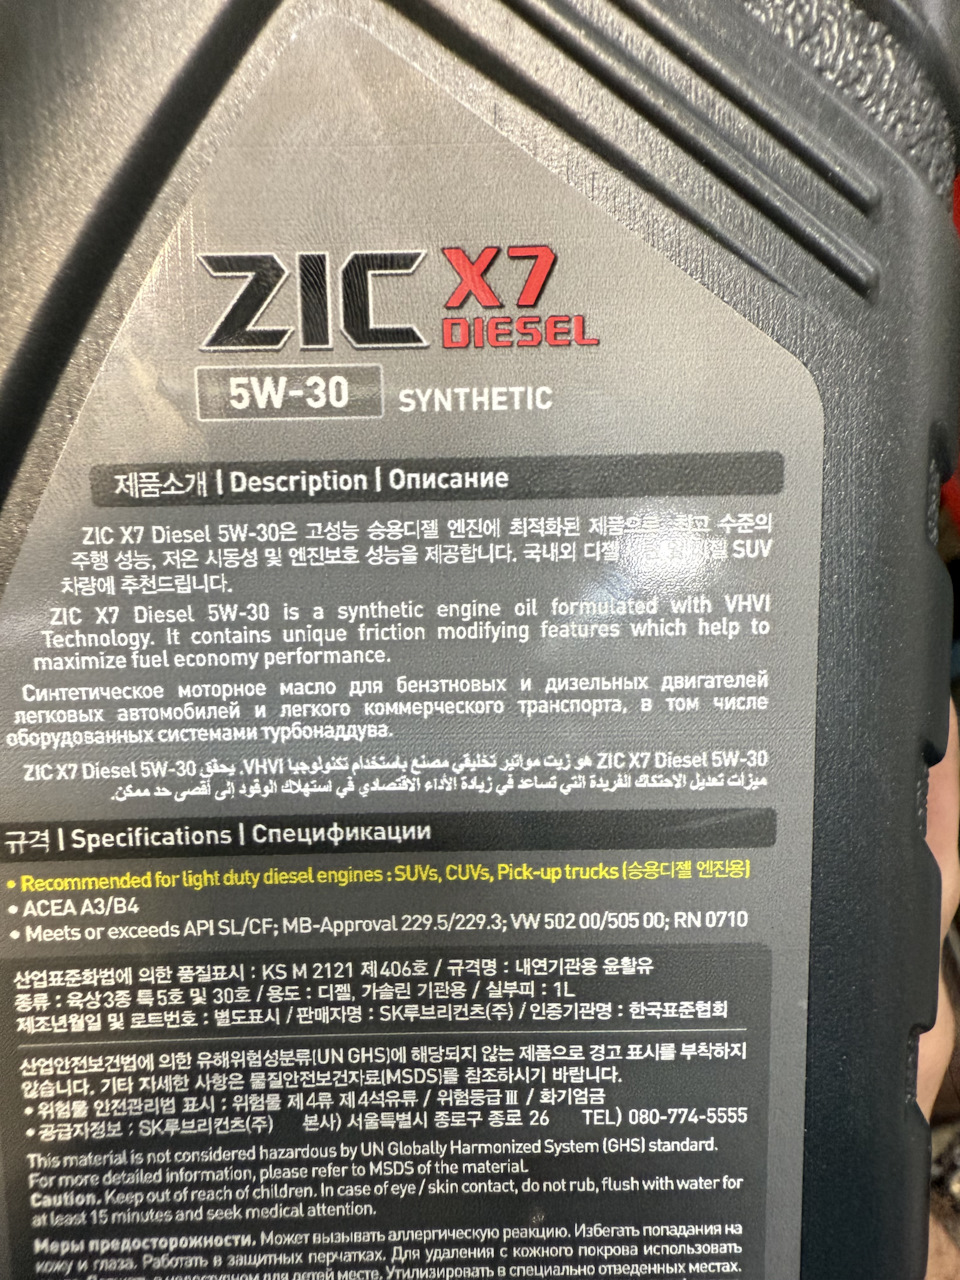 ZIC X7
DIESEL
5W-30 SYNTHETIC
제품소개 | Description | Описание
ZIC X7 Diesel 5W-30은 고성능 승용디젤 엔진에 최적화된 제품으로, 최고 수준의
주행 성능, 저온 시동성 및 엔진보호 성능을 제공합니다. 국내외 디젤 SUV
차량에 추천드립니다.
ZIC X7 Diesel 5W-30 is a synthetic engine oil formulated with VHVI
Technology. It contains unique friction modifying features which help to
maximize fuel economy performance.
Синтетическое моторное масло для бензтновых и дизельных двигателей
легковых автомобилей и легкого коммерческого транспорта, в том числе
оборудованных системами турбонаддува.
ZIC X7 Diesel 5W-30 هو زيت مواتير تخليقي مصنع باستخدام تكنولوجيا VHVI. يحقق ZIC X7 Diesel 5W-30
ميزات تعديل الاحتكاك الفريدة التي تساعد في زيادة الأداء الاقتصادي في استهلاك الوقود إلى أقصى حد ممكن.
규격 | Specifications | Спецификации
• Recommended for light duty diesel engines : SUVs, CUVs, Pick-up trucks (승용디젤 엔진용)
• ACEA A3/B4
• Meets or exceeds API SL/CF; MB-Approval 229.5/229.3; VW 502 00/505 00; RN 0710
산업표준화법에 의한 품질표시 : KS M 2121 제406호 / 규격명 : 내연기관용 윤활유
종류 : 육상3종 특5호 및 30호 / 용도 : 디젤, 가솔린 기관용 / 실부피 : 1L
제조년월일 및 로트번호 : 별도표시 / 판매자명 : SK루브리컨츠(주) / 인증기관명 : 한국표준협회
산업안전보건법에 의한 유해위험성분류(UN GHS)에 해당되지 않는 제품으로 경고 표시를 부착하지
않습니다. 기타 자세한 사항은 물질안전보건자료(MSDS)를 참조하시기 바랍니다.
• 위험물 안전관리법 표시 : 위험물 제4류 제4석유류 / 위험등급Ⅲ / 화기엄금
• 공급자정보 : SK루브리컨츠(주) 본사) 서울특별시 종로구 종로 26 TEL) 080-774-5555
This material is not considered hazardous by UN Globally Harmonized System (GHS) standard.
For more detailed information, please refer to MSDS of the material.
Caution. Keep out of reach of children. In case of eye / skin contact, do not rub, flush with water for
at least 15 minutes and seek medical attention.
Меры предосторожности. Может вызывать аллергическую реакцию. Избегать попадания на
кожу и глаза. Работать в защитных перчатках. Для удаления с кожного покрова использовать
в недоступном для детей месте. Утилизировать в специально отведенных местах.